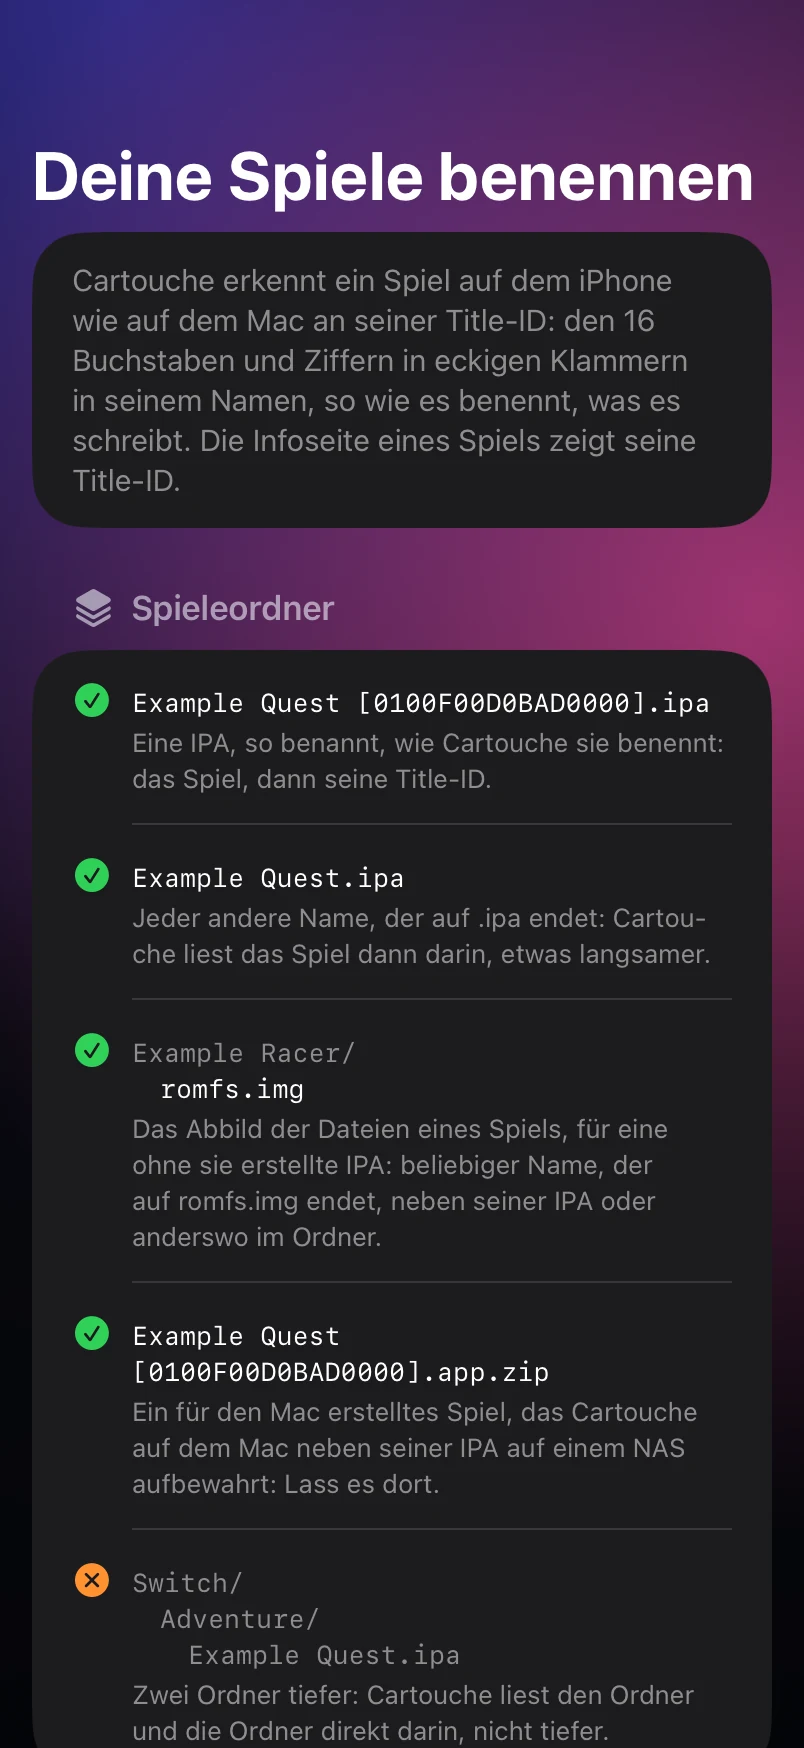 Deine Spiele benennen
Cartouche erkennt ein Spiel auf dem iPhone
wie auf dem Mac an seiner Title-ID: den 16
Buchstaben und Ziffern in eckigen Klammern
in seinem Namen, so wie es benennt, was es
schreibt. Die Infoseite eines Spiels zeigt seine
Title-ID.
Spieleordner
Example Quest [0100F00D0BAD0000].ipa
Eine IPA, so benannt, wie Cartouche sie benennt:
das Spiel, dann seine Title-ID.
Example Quest.ipa
Jeder andere Name, der auf .ipa endet: Cartou-
che liest das Spiel dann darin, etwas langsamer.
Example Racer/
romfs.img
Das Abbild der Dateien eines Spiels, für eine
ohne sie erstellte IPA: beliebiger Name, der
auf romfs.img endet, neben seiner IPA oder
anderswo im Ordner.
Example Quest
[0100F00D0BAD0000].app.zip
Ein für den Mac erstelltes Spiel, das Cartouche
auf dem Mac neben seiner IPA auf einem NAS
aufbewahrt: Lass es dort.
Switch/
Adventure/
Example Quest.ipa
Zwei Ordner tiefer: Cartouche liest den Ordner
und die Ordner direkt darin, nicht tiefer.